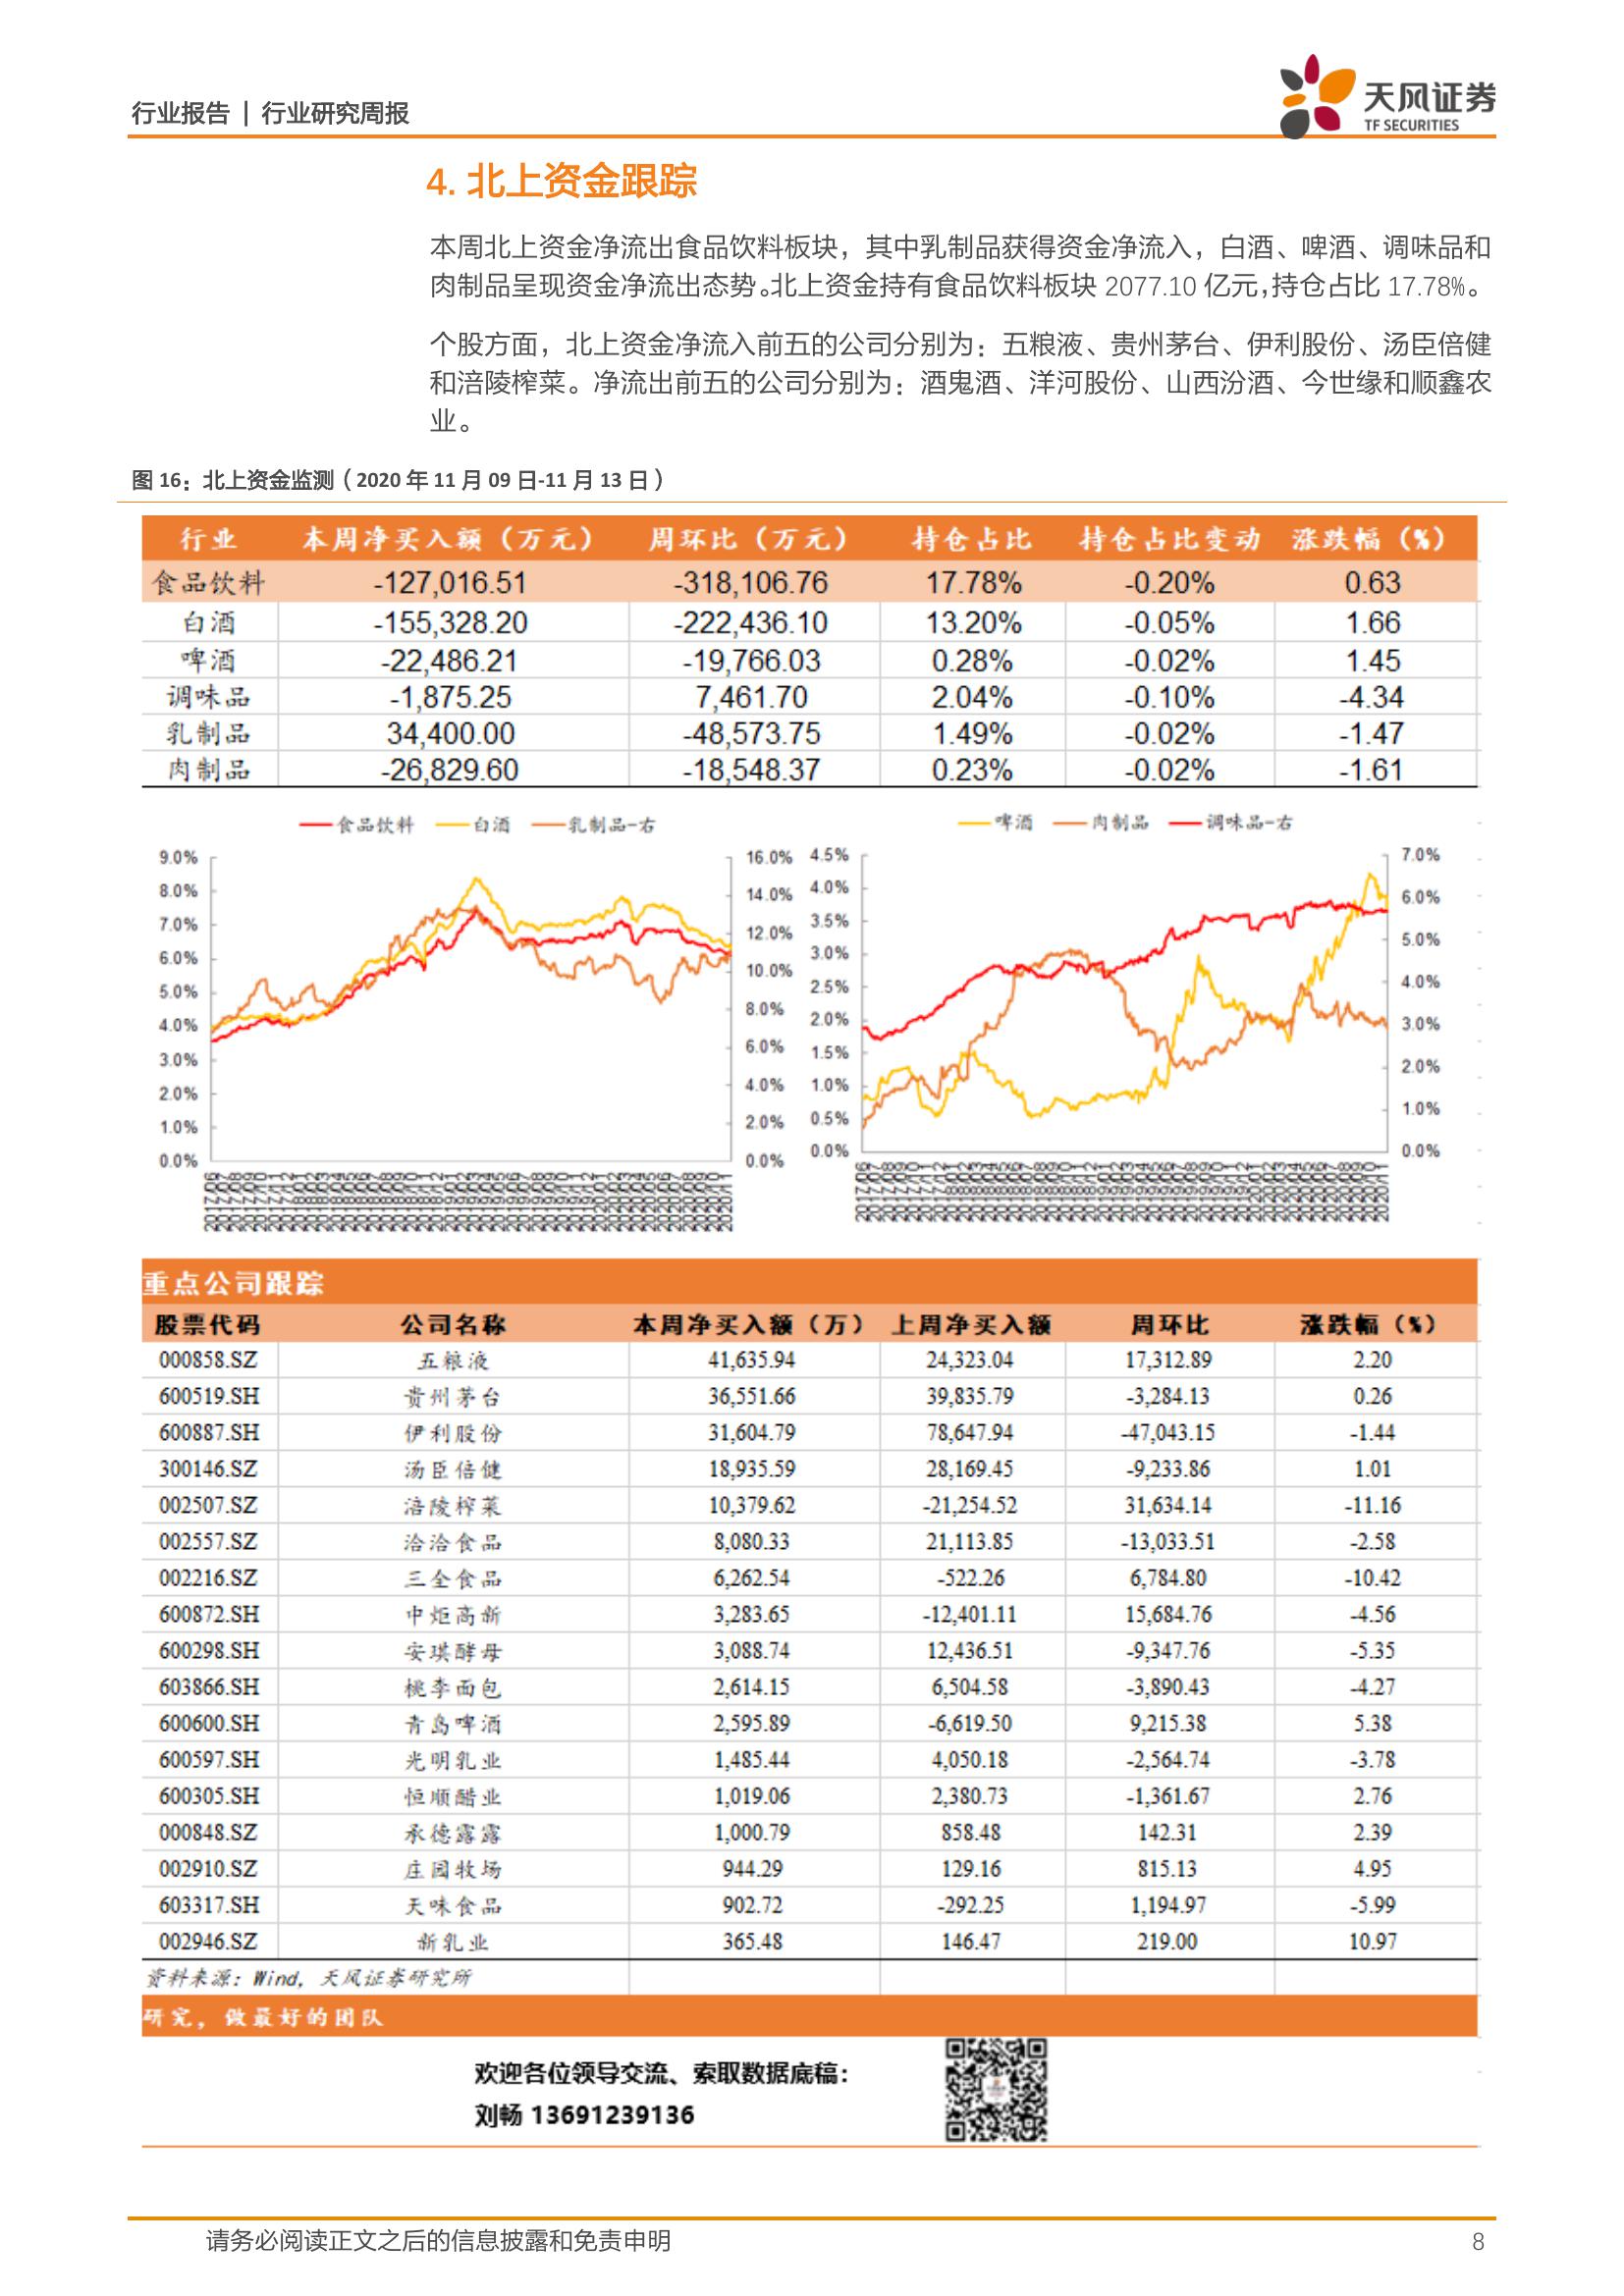 行业报告 | 行业研究周报
天风证券
TF SECURITIES
4. 北上资金跟踪
本周北上资金净流出食品饮料板块，其中乳制品获得资金净流入，白酒、啤酒、调味品和
肉制品呈现资金净流出态势。北上资金持有食品饮料板块 2077.10 亿元，持仓占比 17.78%。
个股方面，北上资金净流入前五的公司分别为：五粮液、贵州茅台、伊利股份、汤臣倍健
和涪陵榨菜。净流出前五的公司分别为：酒鬼酒、洋河股份、山西汾酒、今世缘和顺鑫农
业。
图 16：北上资金监测（2020 年 11 月 09 日-11 月 13 日）
行业 本周净买入额（万元） 周环比（万元） 持仓占比 持仓占比变动 涨跌幅（%）
食品饮料 -127,016.51 -318,106.76 17.78% -0.20% 0.63
白酒 -155,328.20 -222,436.10 13.20% -0.05% 1.66
啤酒 -22,486.21 -19,766.03 0.28% -0.02% 1.45
调味品 -1,875.25 7,461.70 2.04% -0.10% -4.34
乳制品 34,400.00 -48,573.75 1.49% -0.02% -1.47
肉制品 -26,829.60 -18,548.37 0.23% -0.02% -1.61
食品饮料 白酒 乳制品-右
9.0%
8.0%
7.0%
6.0%
5.0%
4.0%
3.0%
2.0%
1.0%
0.0%
16.0%
14.0%
12.0%
10.0%
8.0%
6.0%
4.0%
2.0%
0.0%
啤酒 肉制品 调味品-右
4.5%
4.0%
3.5%
3.0%
2.5%
2.0%
1.5%
1.0%
0.5%
0.0%
7.0%
6.0%
5.0%
4.0%
3.0%
2.0%
1.0%
0.0%
重点公司跟踪
股票代码 公司名称 本周净买入额（万） 上周净买入额 周环比 涨跌幅（%）
000858.SZ 五粮液 41,635.94 24,323.04 17,312.89 2.20
600519.SH 贵州茅台 36,551.66 39,835.79 -3,284.13 0.26
600887.SH 伊利股份 31,604.79 78,647.94 -47,043.15 -1.44
300146.SZ 汤臣倍健 18,935.59 28,169.45 -9,233.86 1.01
002507.SZ 涪陵榨菜 10,379.62 -21,254.52 31,634.14 -11.16
002557.SZ 洽洽食品 8,080.33 21,113.85 -13,033.51 -2.58
002216.SZ 三全食品 6,262.54 -522.26 6,784.80 -10.42
600872.SH 中炬高新 3,283.65 -12,401.11 15,684.76 -4.56
600298.SH 安琪酵母 3,088.74 12,436.51 -9,347.76 -5.35
603866.SH 桃李面包 2,614.15 6,504.58 -3,890.43 -4.27
600600.SH 青岛啤酒 2,595.89 -6,619.50 9,215.38 5.38
600597.SH 光明乳业 1,485.44 4,050.18 -2,564.74 -3.78
600305.SH 恒顺醋业 1,019.06 2,380.73 -1,361.67 2.76
000848.SZ 承德露露 1,000.79 858.48 142.31 2.39
002910.SZ 庄园牧场 944.29 129.16 815.13 4.95
603317.SH 天味食品 902.72 -292.25 1,194.97 -5.99
002946.SZ 新乳业 365.48 146.47 219.00 10.97
资料来源：Wind，天风证券研究所
研究，做最好的团队
欢迎各位领导交流、索取数据底稿：
刘畅 13691239136
请务必阅读正文之后的信息披露和免责申明 8